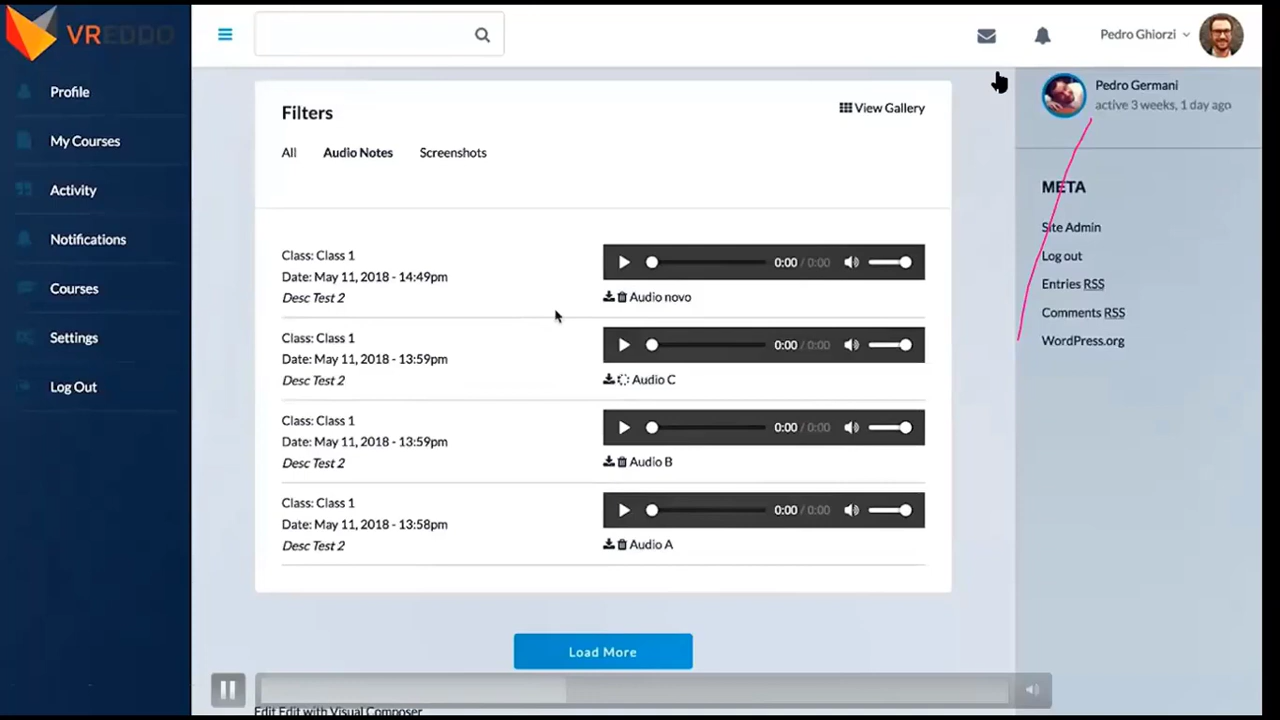 VREDDO
Profile
My Courses
Activity
Notifications
Courses
Settings
Log Out
Pedro Ghiorzi
Filters
View Gallery
All Audio Notes Screenshots
Class: Class 1
Date: May 11, 2018 - 14:49pm
Desc Test 2
0:00 / 0:00
Audio novo
Class: Class 1
Date: May 11, 2018 - 13:59pm
Desc Test 2
0:00 / 0:00
Audio C
Class: Class 1
Date: May 11, 2018 - 13:59pm
Desc Test 2
0:00 / 0:00
Audio B
Class: Class 1
Date: May 11, 2018 - 13:58pm
Desc Test 2
0:00 / 0:00
Audio A
Load More
Edit Edit with Visual Composer
Pedro Germani
active 3 weeks, 1 day ago
META
Site Admin
Log out
Entries RSS
Comments RSS
WordPress.org